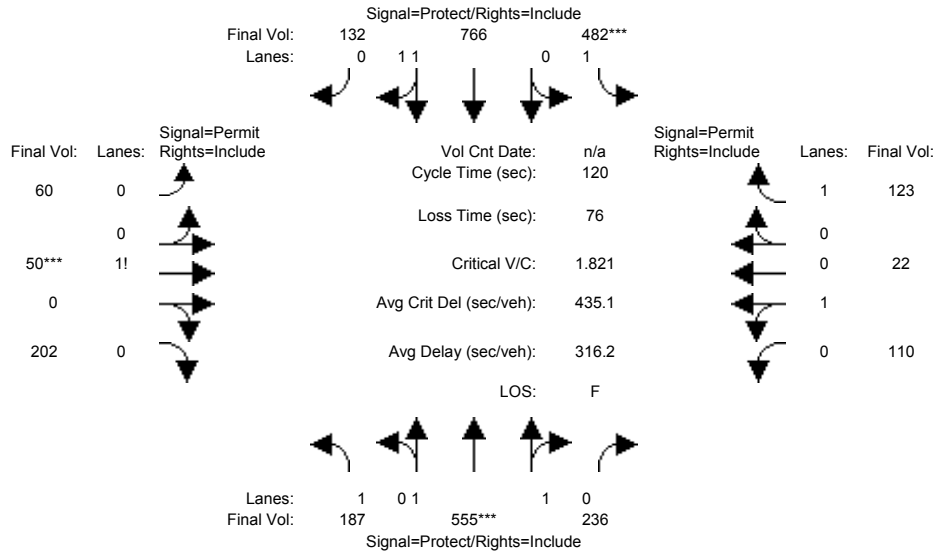 Signal=Protect/Rights=Include
Final Vol: 132 766 482***
Lanes: 0 1 1 0 1
Signal=Permit Signal=Permit
Final Vol: Lanes: Rights=Include Vol Cnt Date: n/a Rights=Include Lanes: Final Vol:
Cycle Time (sec): 120
60 0 1 123
Loss Time (sec): 76
0 0
50*** 1! Critical V/C: 1.821 0 22
0 Avg Crit Del (sec/veh): 435.1 1
202 0 Avg Delay (sec/veh): 316.2 0 110
LOS: F
Lanes: 1 0 1 1 0
Final Vol: 187 555*** 236
Signal=Protect/Rights=Include